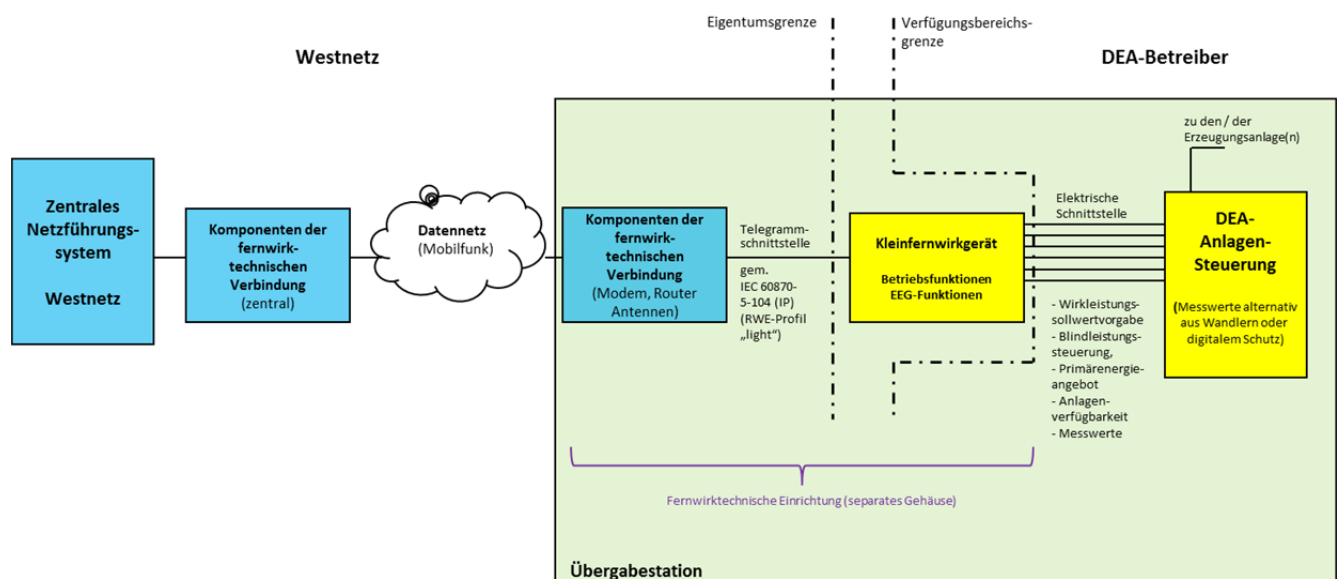 Eigentumsgrenze
Verfügungsbereichs-
grenze
Westnetz
DEA-Betreiber
zu den / der
Erzeugungsanlage(n)
Zentrales
Netzführungs-
system
Westnetz
Komponenten der
fernwirk-
technischen
Verbindung
(zentral)
Datennetz
(Mobilfunk)
Komponenten der
fernwirk-
technischen
Verbindung
(Modem, Router
Antennen)
Telegramm-
schnittstelle
gem.
IEC 60870-
5-104 (IP)
(RWE-Profil
„light“)
Kleinfernwirkgerät
Betriebsfunktionen
EEG-Funktionen
Elektrische
Schnittstelle
- Wirkleistungs-
sollwertvorgabe
- Blindleistungs-
steuerung,
- Primärenergie-
angebot
- Anlagen-
verfügbarkeit
- Messwerte
DEA-
Anlagen-
Steuerung
(Messwerte alternativ
aus Wandlern oder
digitalem Schutz)
Fernwirktechnische Einrichtung (separates Gehäuse)
Übergabestation